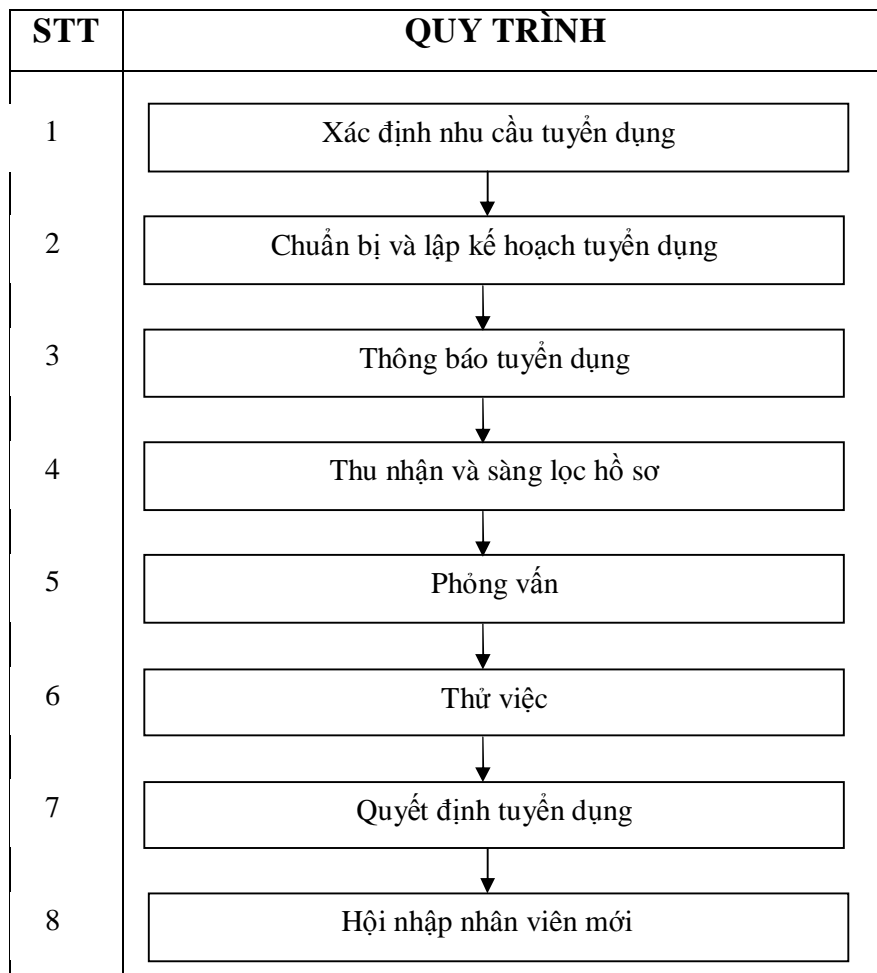 STT QUY TRÌNH
1 Xác định nhu cầu tuyển dụng
2 Chuẩn bị và lập kế hoạch tuyển dụng
3 Thông báo tuyển dụng
4 Thu nhận và sàng lọc hồ sơ
5 Phỏng vấn
6 Thử việc
7 Quyết định tuyển dụng
8 Hội nhập nhân viên mới